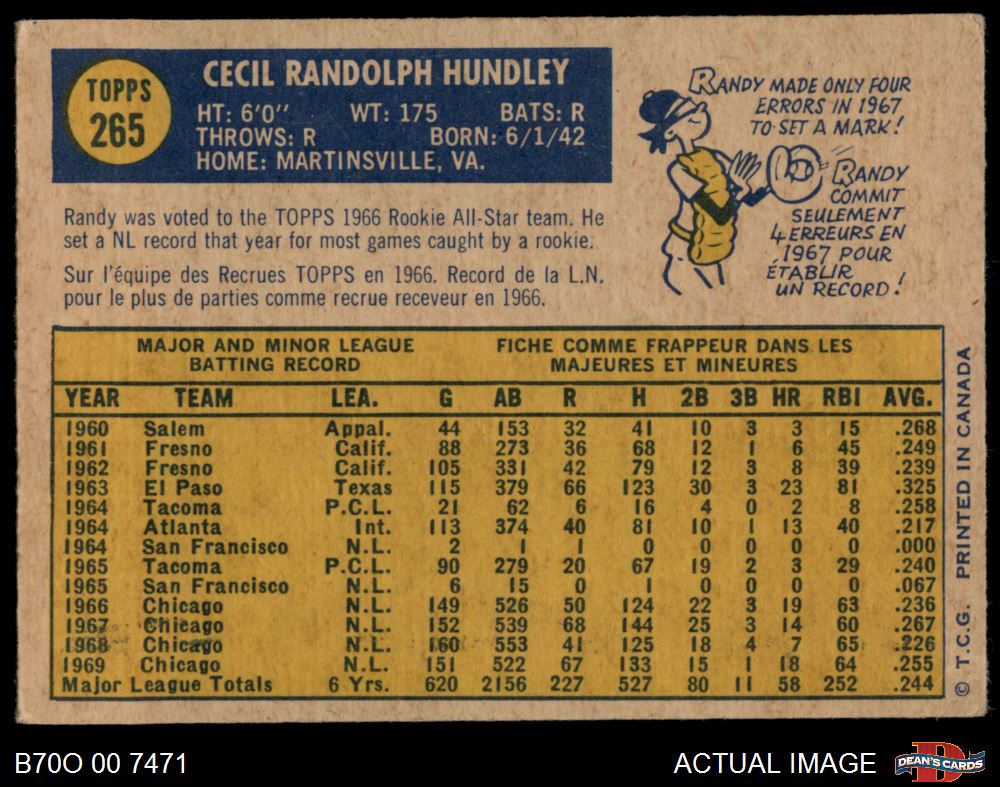 TOPPS
265
CECIL RANDOLPH HUNDLEY
HT: 6'0" WT: 175 BATS: R
THROWS: R BORN: 6/1/42
HOME: MARTINSVILLE, VA.
RANDY MADE ONLY FOUR
ERRORS IN 1967
TO SET A MARK!
RANDY
COMMIT
SEULEMENT
4 ERREURS EN
1967 POUR
ÉTABLIR
UN RECORD!
Randy was voted to the TOPPS 1966 Rookie All-Star team. He
set a NL record that year for most games caught by a rookie.
Sur l'équipe des Recrues TOPPS en 1966. Record de la L.N.
pour le plus de parties comme recrue receveur en 1966.
MAJOR AND MINOR LEAGUE
BATTING RECORD
FICHE COMME FRAPPEUR DANS LES
MAJEURES ET MINEURES
YEAR TEAM LEA. G AB R H 2B 3B HR RBI AVG.
1960 Salem Appal. 44 153 32 41 10 3 3 15 .268
1961 Fresno Calif. 88 273 36 68 12 1 6 45 .249
1962 Fresno Calif. 105 331 42 79 12 3 8 39 .239
1963 El Paso Texas 115 379 66 123 30 3 23 81 .325
1964 Tacoma P.C.L. 21 62 6 16 4 0 2 8 .258
1964 Atlanta Int. 113 374 40 81 10 1 13 40 .217
1964 San Francisco N.L. 2 1 1 0 0 0 0 0 .000
1965 Tacoma P.C.L. 90 279 20 67 19 2 3 29 .240
1965 San Francisco N.L. 6 15 0 1 0 0 0 0 .067
1966 Chicago N.L. 149 526 50 124 22 3 19 63 .236
1967 Chicago N.L. 152 539 68 144 25 3 14 60 .267
1968 Chicago N.L. 160 553 41 125 18 4 7 65 .226
1969 Chicago N.L. 151 522 67 133 15 1 18 64 .255
Major League Totals 6 Yrs. 620 2156 227 527 80 11 58 252 .244
© T.C.G. PRINTED IN CANADA
B70O 00 7471
ACTUAL IMAGE
DEAN'S CARDS